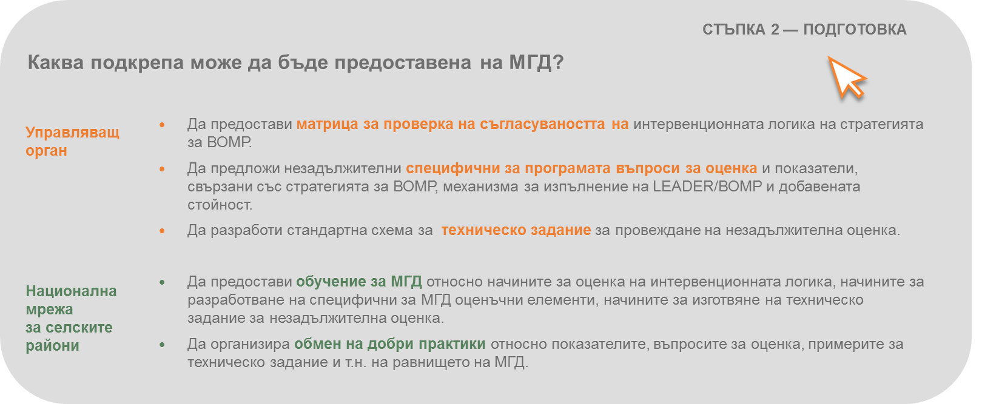 СТЪПКА 2 — ПОДГОТОВКА
Каква подкрепа може да бъде предоставена на МГД?
Управляващ
орган
• Да предостави матрица за проверка на съгласуваността на интервенционната логика на стратегията
за ВОМР.
• Да предложи незадължителни специфични за програмата въпроси за оценка и показатели,
свързани със стратегията за ВОМР, механизма за изпълнение на LEADER/ВОМР и добавената
стойност.
• Да разработи стандартна схема за техническо задание за провеждане на незадължителна оценка.
Национална
мрежа
за селските
райони
• Да предостави обучение за МГД относно начините за оценка на интервенционната логика, начините за
разработване на специфични за МГД оценъчни елементи, начините за изготвяне на техническо
задание за незадължителна оценка.
• Да организира обмен на добри практики относно показателите, въпросите за оценка, примерите за
техническо задание и т.н. на равнището на МГД.